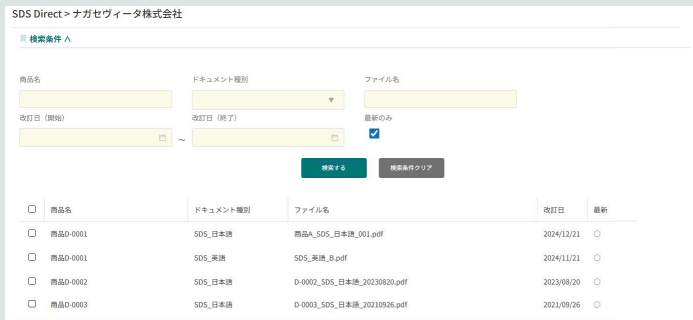 SDS Direct > ナガセヴィータ株式会社
検索条件 ∧
商品名 ドキュメント種別 ファイル名
▼
改訂日（開始） 改訂日（終了） 最新のみ
～
検索する 検索条件クリア
商品名 ドキュメント種別 ファイル名 改訂日 最新
商品D-0001 SDS_日本語 商品A_SDS_日本語_001.pdf 2024/12/21 〇
商品D-0001 SDS_英語 SDS_英語_B.pdf 2024/11/21 〇
商品D-0002 SDS_日本語 D-0002_SDS_日本語_20230820.pdf 2023/08/20 〇
商品D-0003 SDS_日本語 D-0003_SDS_日本語_20210926.pdf 2021/09/26 〇